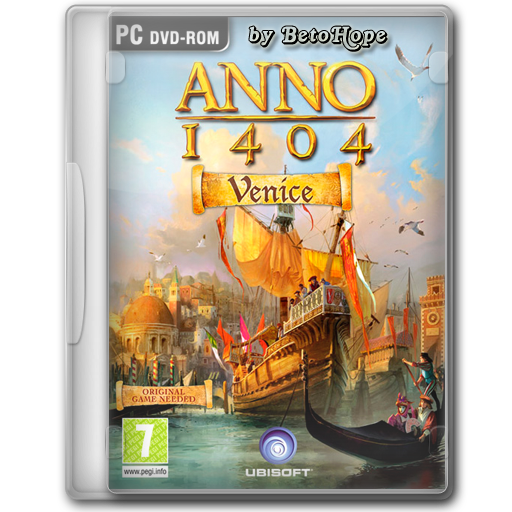 PC DVD-ROM
by BetoHope
ANNO
1404
Venice
ORIGINAL
GAME NEEDED
7
www.pegi.info
UBISOFT